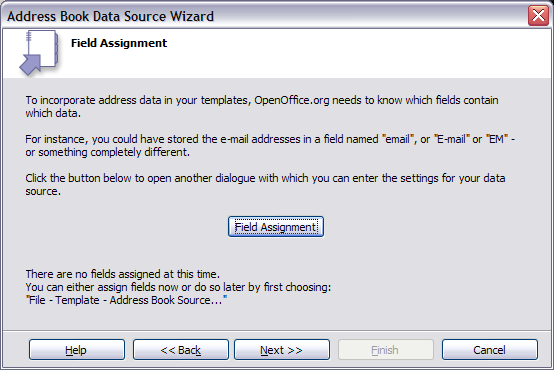 Address Book Data Source Wizard
Field Assignment
To incorporate address data in your templates, OpenOffice.org needs to know which fields contain
which data.
For instance, you could have stored the e-mail addresses in a field named "email", or "E-mail" or "EM" -
or something completely different.
Click the button below to open another dialogue with which you can enter the settings for your data
source.
Field Assignment
There are no fields assigned at this time.
You can either assign fields now or do so later by first choosing:
"File - Template - Address Book Source..."
Help
<< Back
Next >>
Finish
Cancel